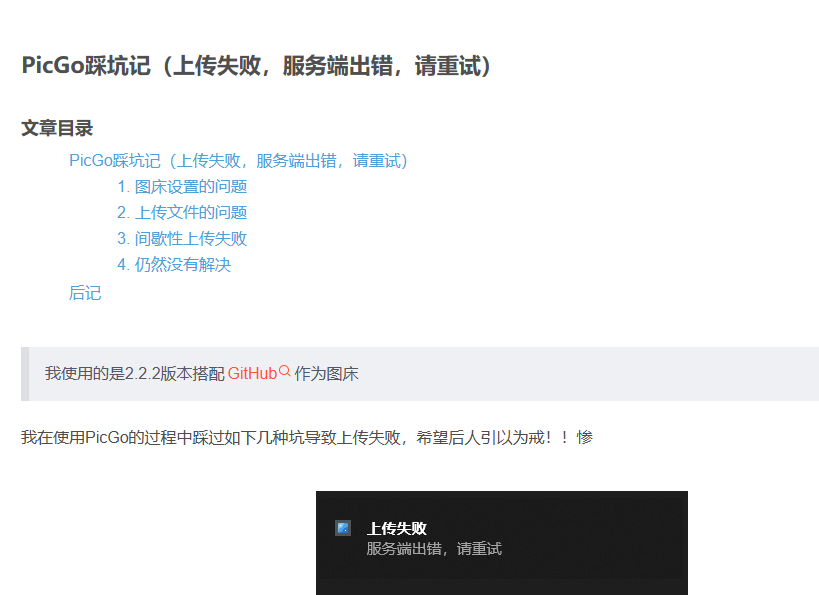 PicGo踩坑记（上传失败，服务端出错，请重试）
文章目录
PicGo踩坑记（上传失败，服务端出错，请重试）
1. 图床设置的问题
2. 上传文件的问题
3. 间歇性上传失败
4. 仍然没有解决
后记
我使用的是2.2.2版本搭配 GitHub 作为图床
我在使用PicGo的过程中踩过如下几种坑导致上传失败，希望后人引以为戒！！惨
上传失败
服务端出错，请重试